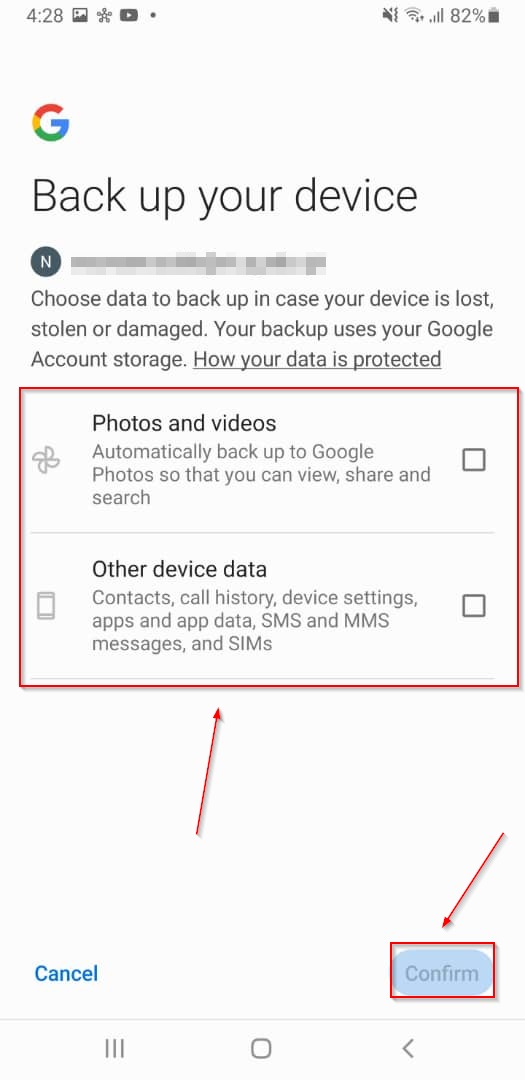 4:28
82%
Back up your device
N
Choose data to back up in case your device is lost,
stolen or damaged. Your backup uses your Google
Account storage. How your data is protected
Photos and videos
Automatically back up to Google
Photos so that you can view, share and
search
Other device data
Contacts, call history, device settings,
apps and app data, SMS and MMS
messages, and SIMs
Cancel
Confirm